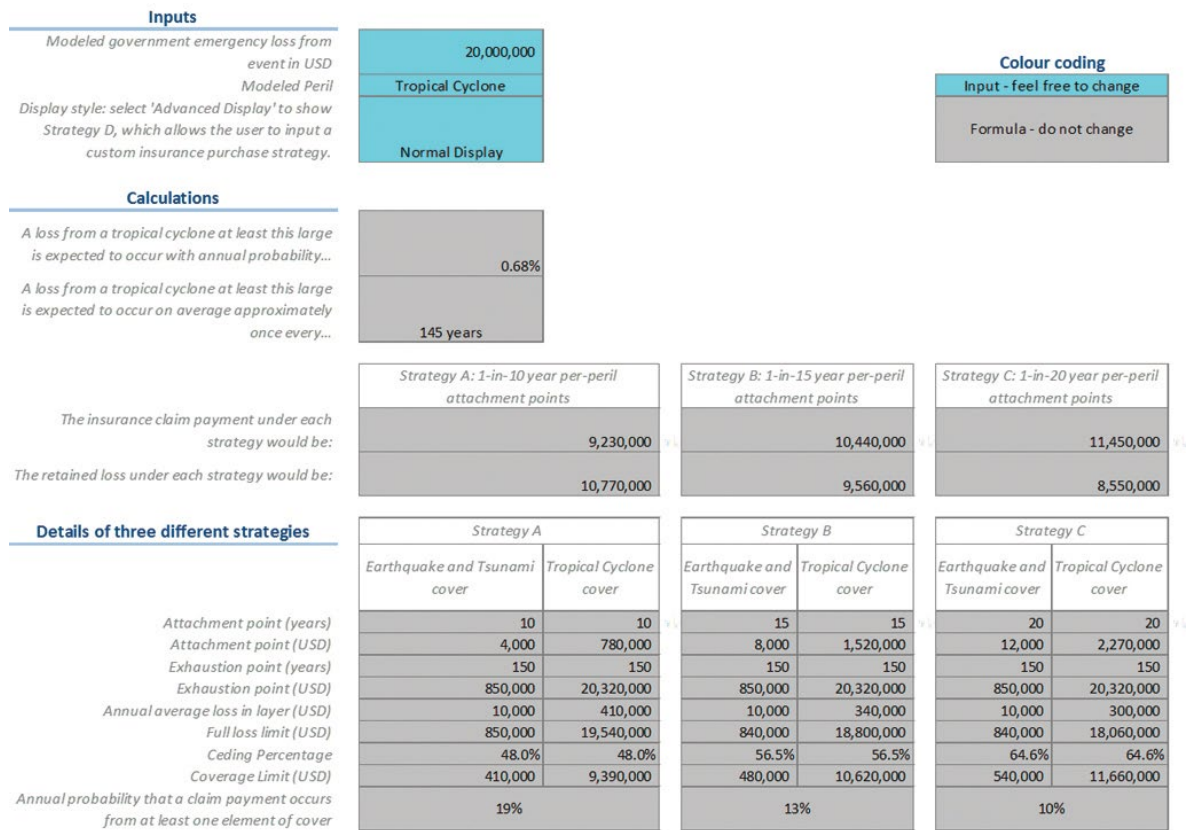 Inputs
Modeled government emergency loss from
event in USD
20,000,000
Modeled Peril
Tropical Cyclone
Display style: select 'Advanced Display' to show
Strategy D, which allows the user to input a
custom insurance purchase strategy.
Normal Display
Colour coding
Input - feel free to change
Formula - do not change
Calculations
A loss from a tropical cyclone at least this large
is expected to occur with annual probability...
0.68%
A loss from a tropical cyclone at least this large
is expected to occur on average approximately
once every...
145 years
Strategy A: 1-in-10 year per-peril
attachment points
Strategy B: 1-in-15 year per-peril
attachment points
Strategy C: 1-in-20 year per-peril
attachment points
The insurance claim payment under each
strategy would be:
9,230,000
10,440,000
11,450,000
The retained loss under each strategy would be:
10,770,000
9,560,000
8,550,000
Details of three different strategies
Strategy A
Strategy B
Strategy C
Earthquake and Tsunami
cover
Tropical Cyclone
cover
Earthquake and
Tsunami cover
Tropical Cyclone
cover
Earthquake and
Tsunami cover
Tropical Cyclone
cover
Attachment point (years) 10 10 15 15 20 20
Attachment point (USD) 4,000 780,000 8,000 1,520,000 12,000 2,270,000
Exhaustion point (years) 150 150 150 150 150 150
Exhaustion point (USD) 850,000 20,320,000 850,000 20,320,000 850,000 20,320,000
Annual average loss in layer (USD) 10,000 410,000 10,000 340,000 10,000 300,000
Full loss limit (USD) 850,000 19,540,000 840,000 18,800,000 840,000 18,060,000
Ceding Percentage 48.0% 48.0% 56.5% 56.5% 64.6% 64.6%
Coverage Limit (USD) 410,000 9,390,000 480,000 10,620,000 540,000 11,660,000
Annual probability that a claim payment occurs
from at least one element of cover
19% 13% 10%